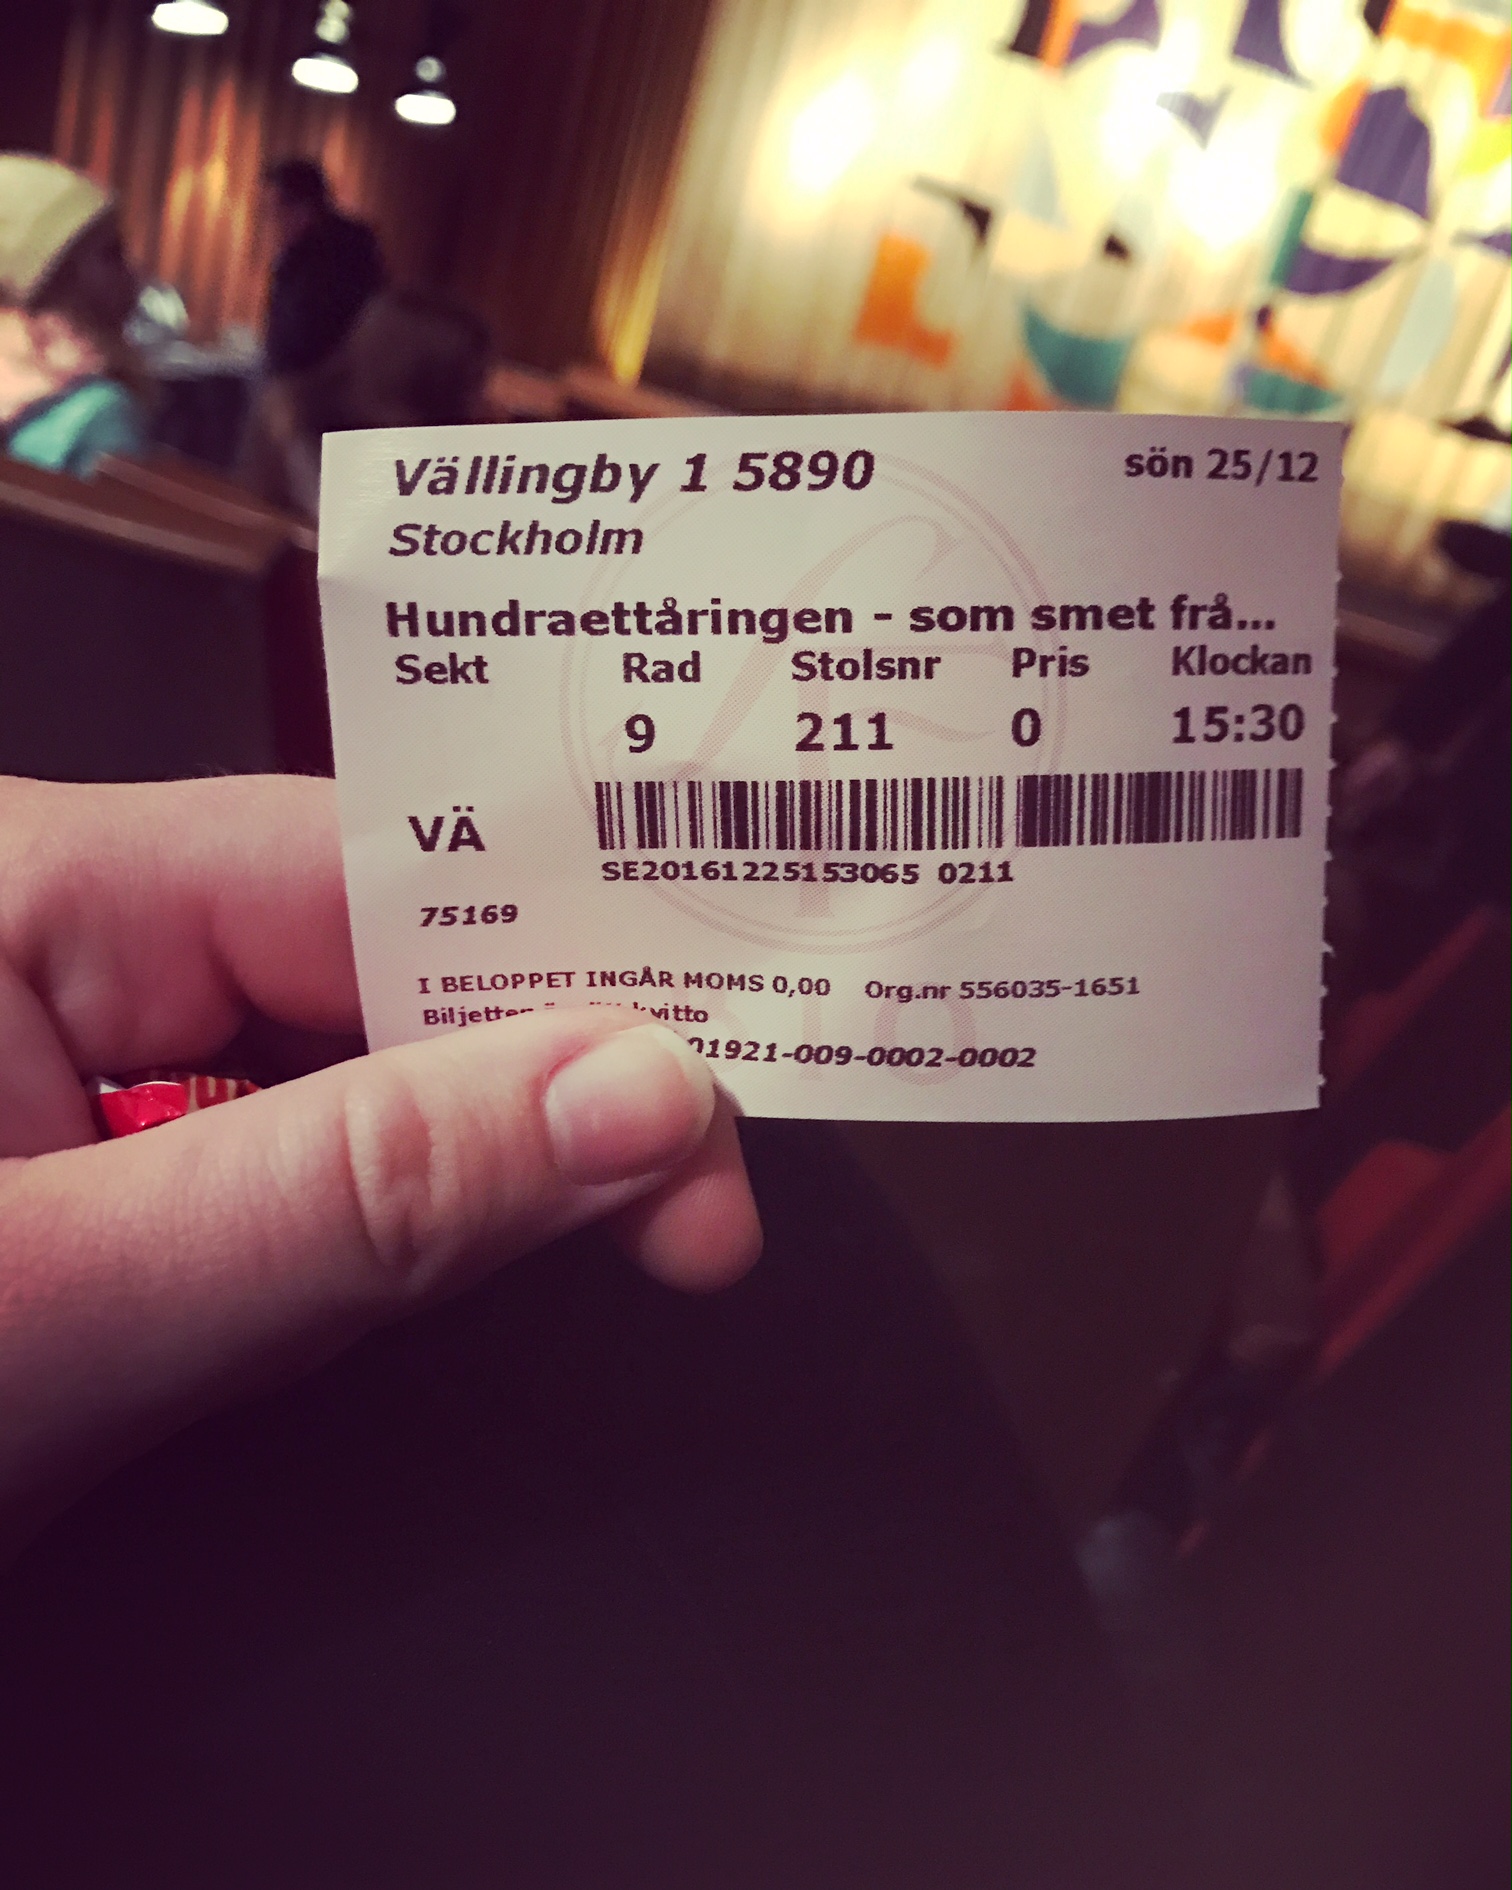 Vällingby 1 5890 sön 25/12
Stockholm
Hundraettåringen - som smet frå...
Sekt Rad Stolsnr Pris Klockan
9 211 0 15:30
VÄ
SE20161225153065 0211
75169
I BELOPPET INGÅR MOMS 0,00 Org.nr 556035-1651
Biljetten kvitto
01921-009-0002-0002